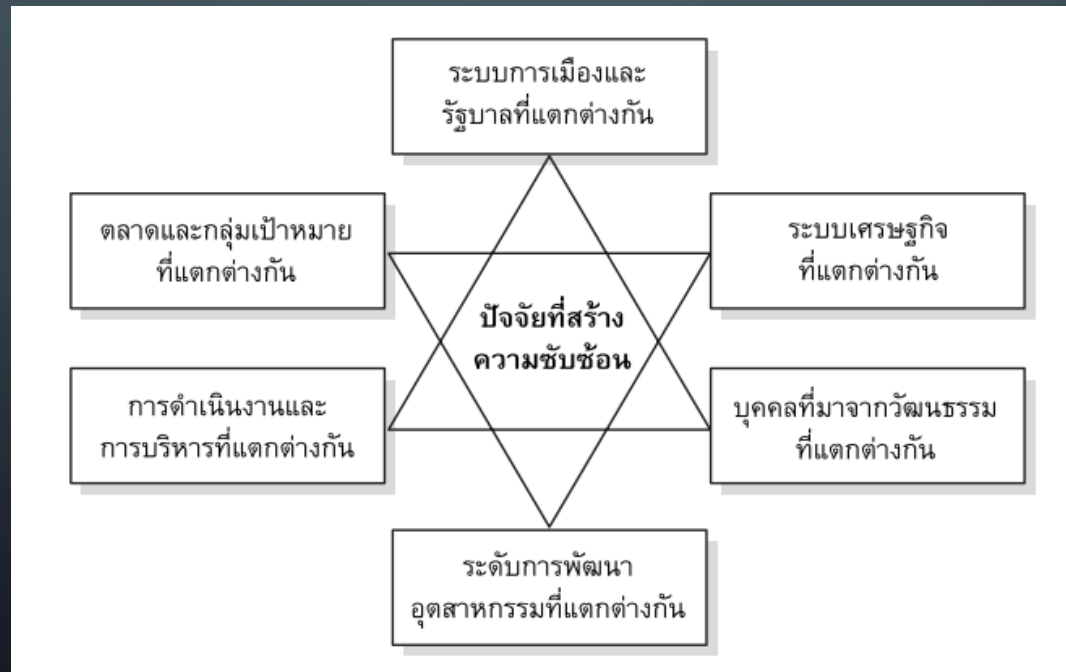 ระบบการเมืองและ
รัฐบาลที่แตกต่างกัน
ตลาดและกลุ่มเป้าหมาย
ที่แตกต่างกัน
ระบบเศรษฐกิจ
ที่แตกต่างกัน
ปัจจัยที่สร้าง
ความซับซ้อน
การดำเนินงานและ
การบริหารที่แตกต่างกัน
บุคคลที่มาจากวัฒนธรรม
ที่แตกต่างกัน
ระดับการพัฒนา
อุตสาหกรรมที่แตกต่างกัน